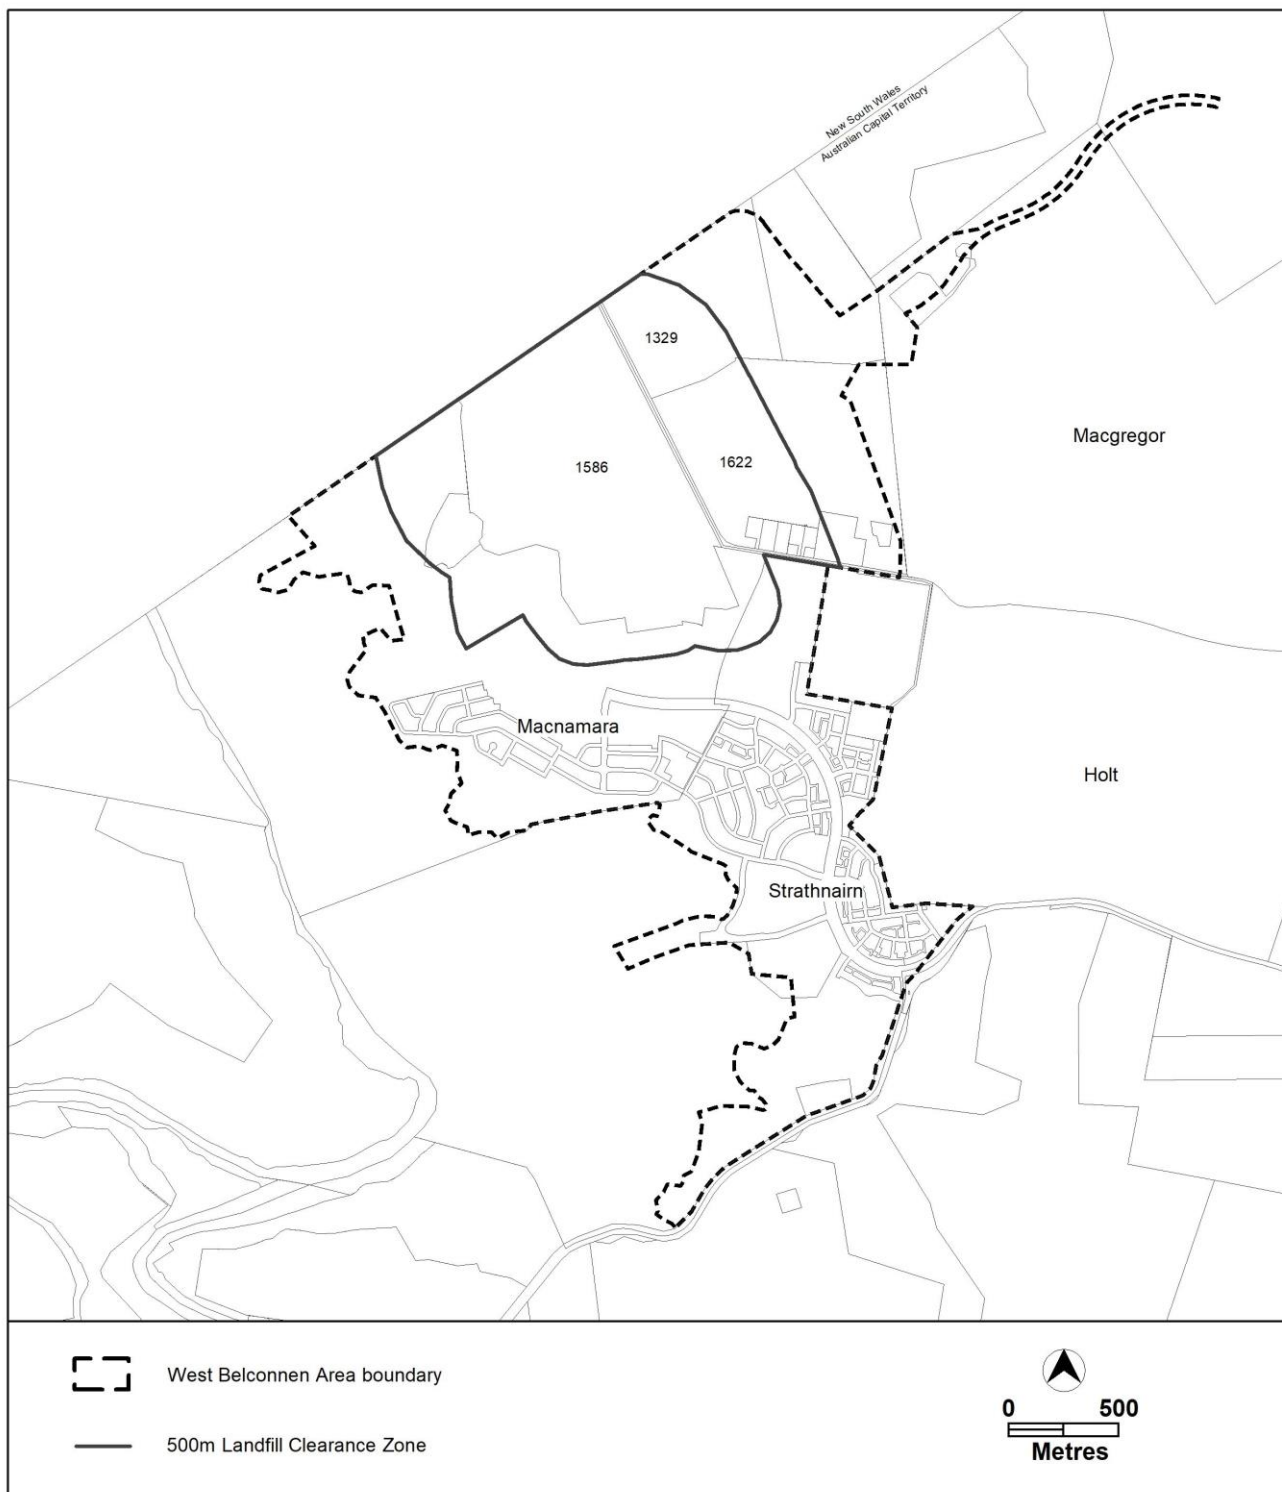 New South Wales
Australian Capital Territory
1329
Macgregor
1586
1622
Macnamara
Holt
Strathnairn
West Belconnen Area boundary
500m Landfill Clearance Zone
0 500
Metres